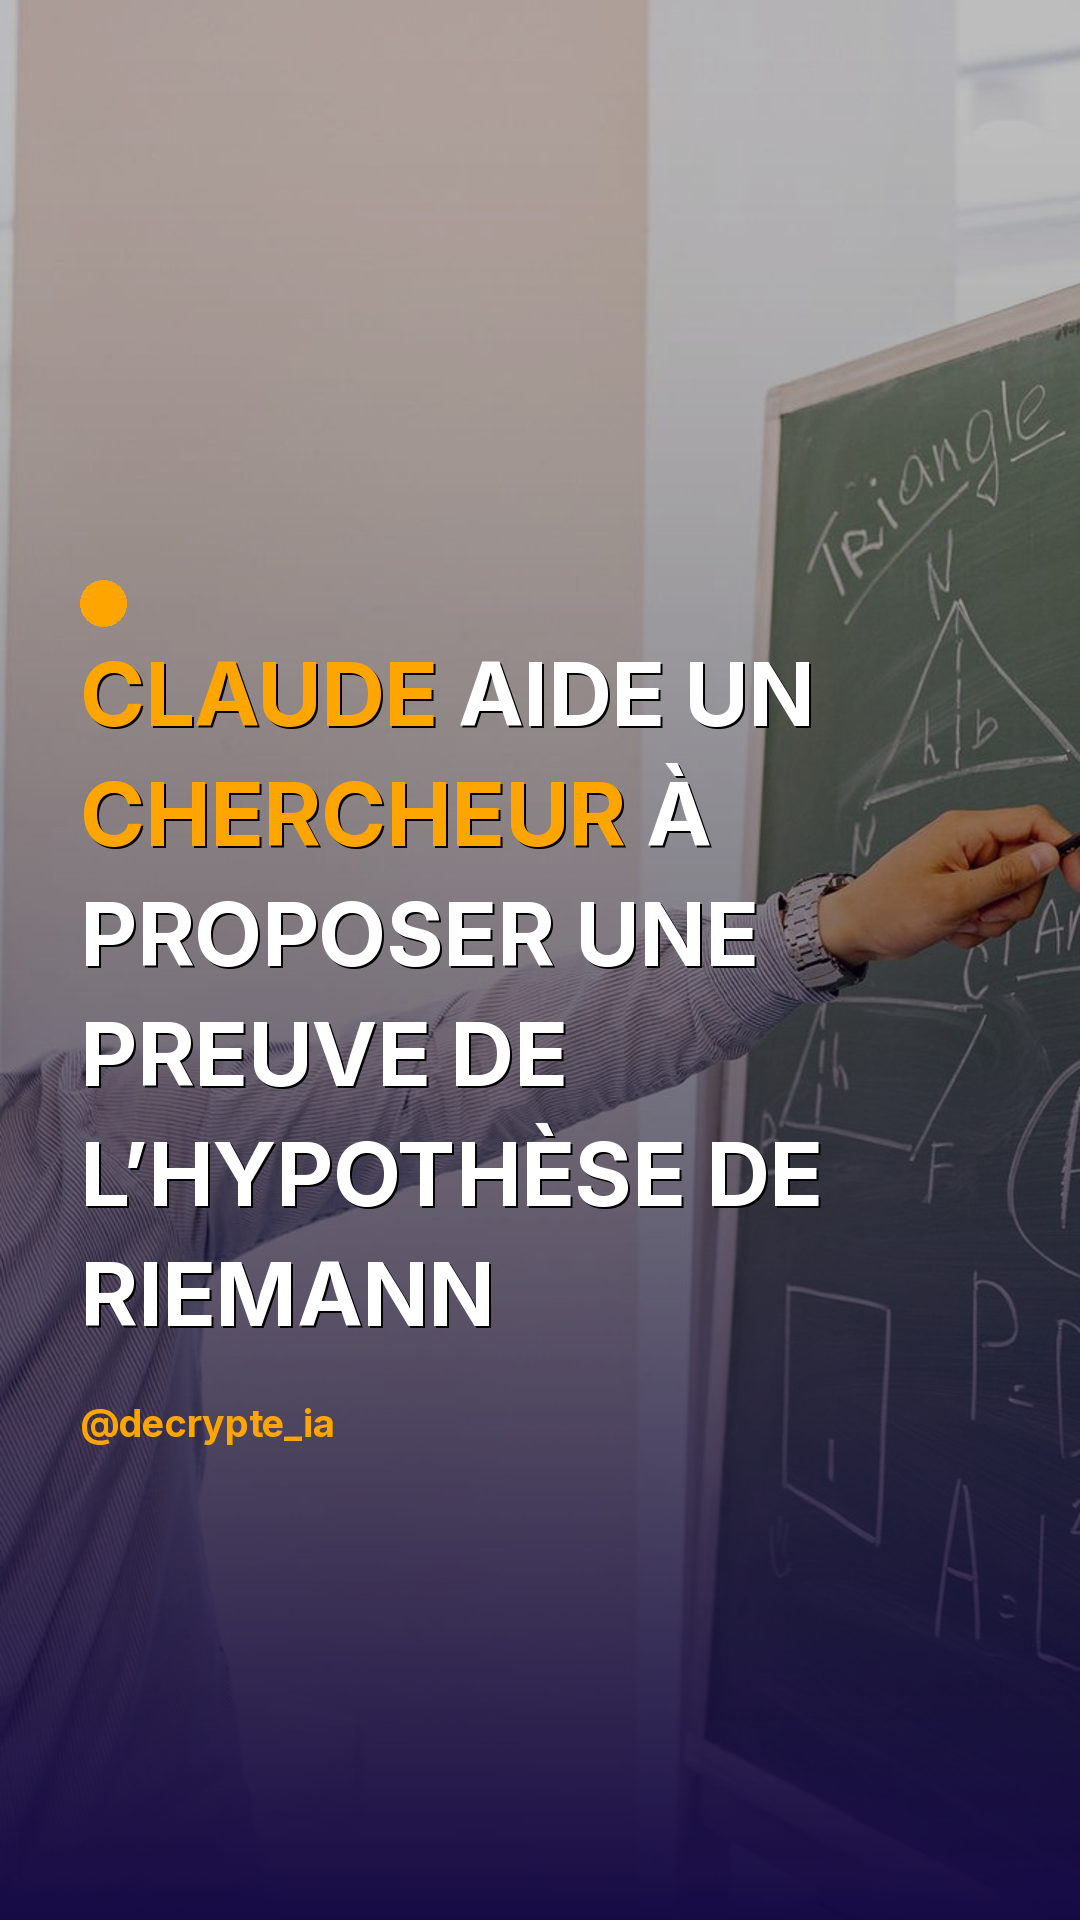 CLAUDE AIDE UN
CHERCHEUR À
PROPOSER UNE
PREUVE DE
L’HYPOTHÈSE DE
RIEMANN
@decrypte_ia
Triangle
N
h b
N
C
h
F
P =
A = L